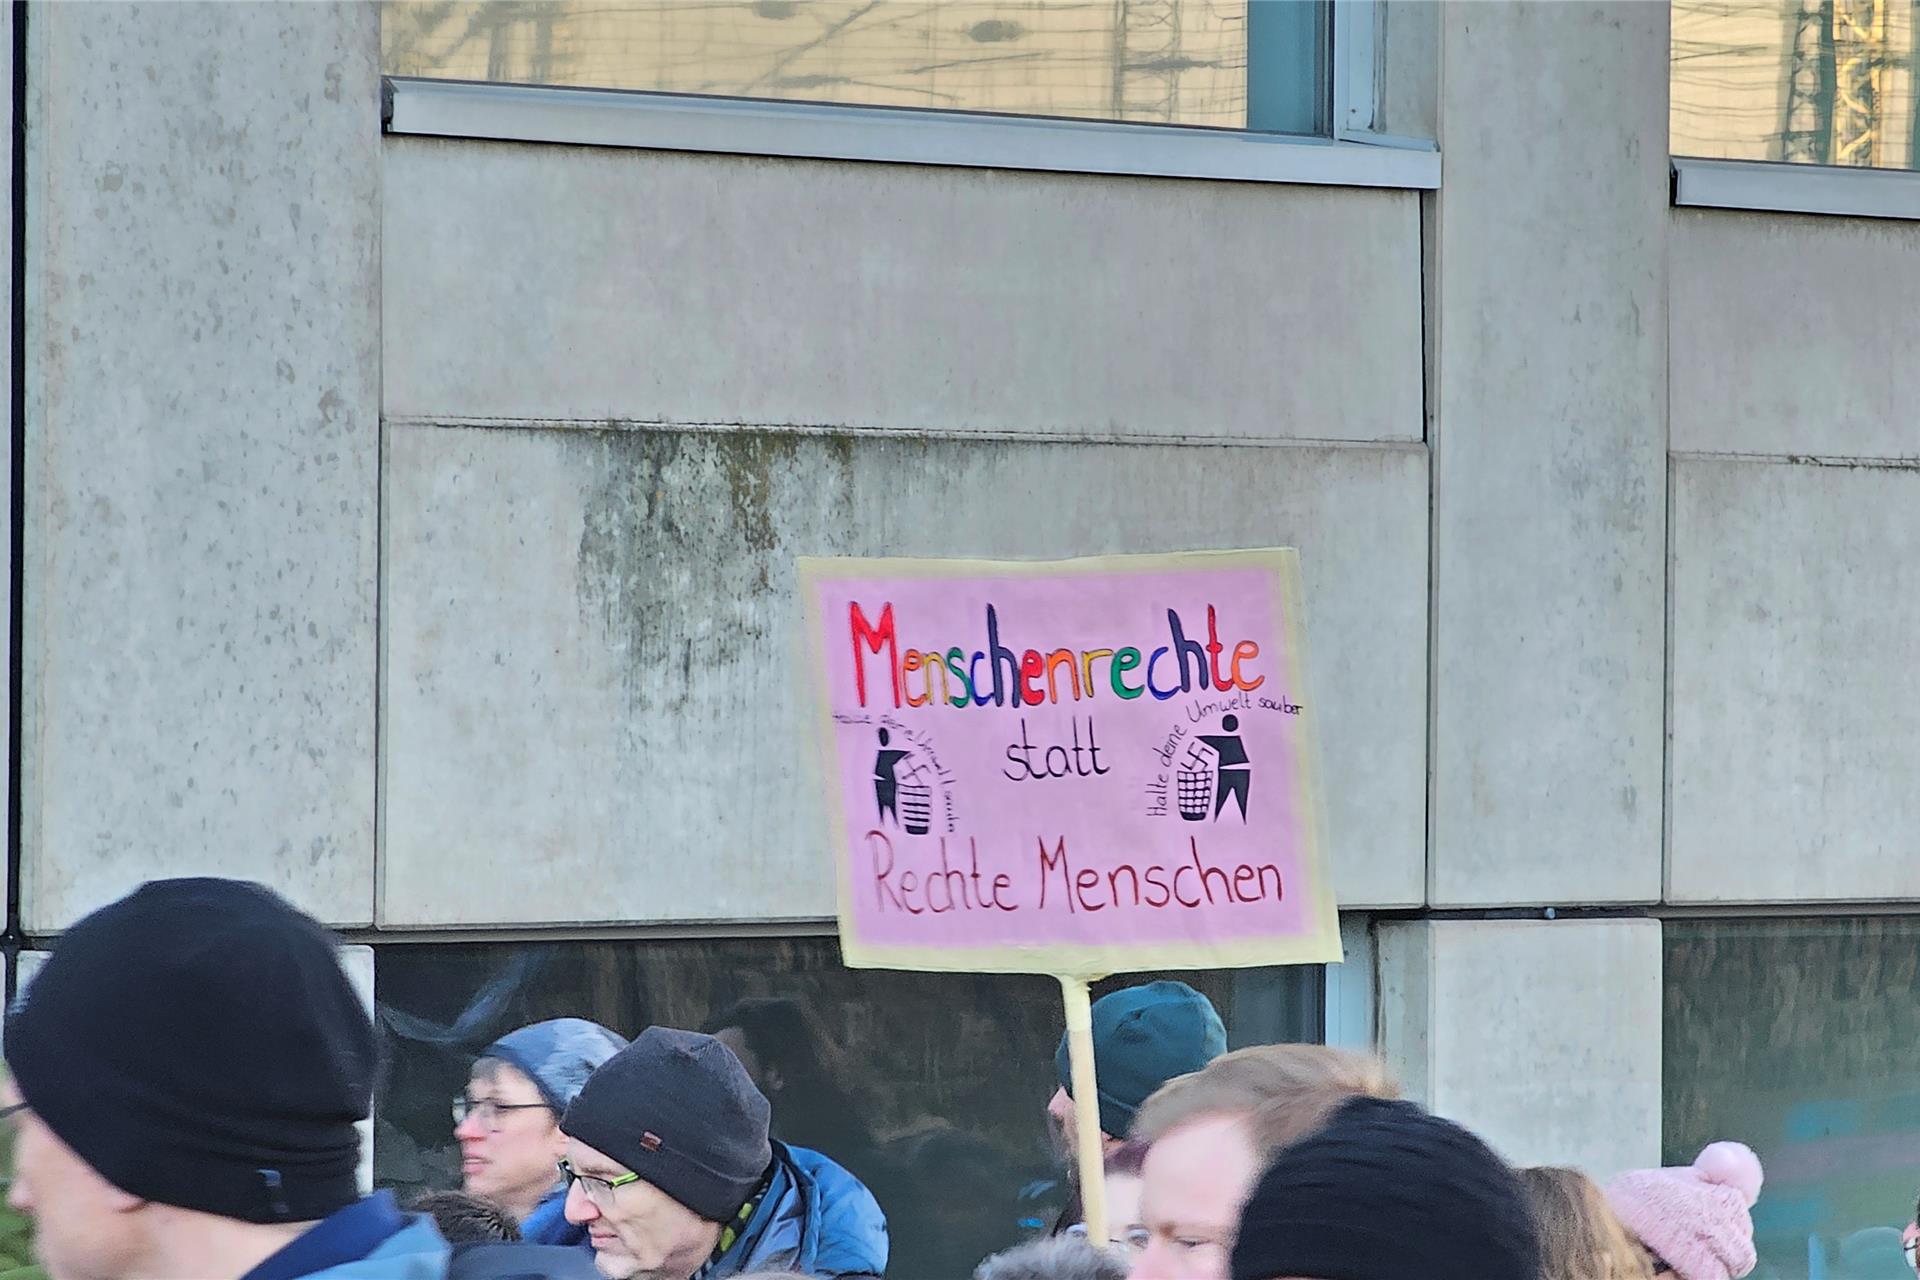 Menschenrechte
statt
Halte deine Umwelt sauber
Rechte Menschen